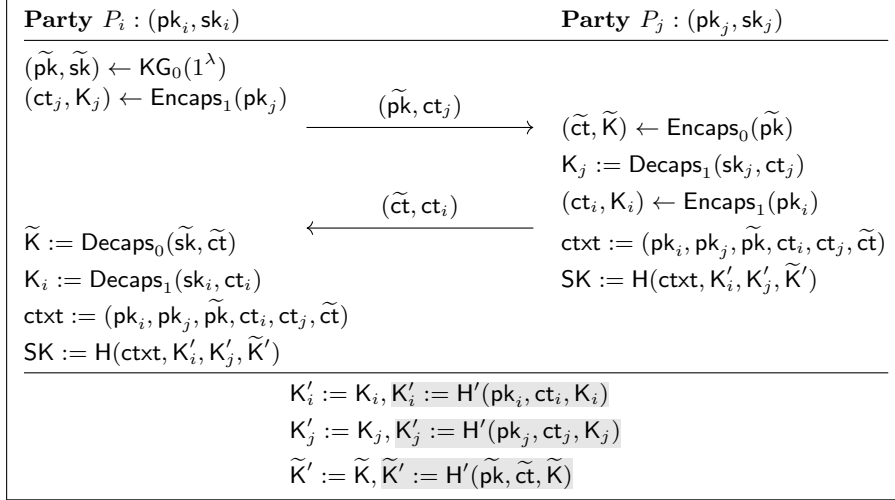 Party P_i : (pk_i, sk_i)
Party P_j : (pk_j, sk_j)
(p̃k, s̃k) ← KG_0(1^λ)
(ct_j, K_j) ← Encaps_1(pk_j)
(p̃k, ct_j)
(c̃t, K̃) ← Encaps_0(p̃k)
K_j := Decaps_1(sk_j, ct_j)
(ct_i, K_i) ← Encaps_1(pk_i)
(c̃t, ct_i)
ctxt := (pk_i, pk_j, p̃k, ct_i, ct_j, c̃t)
SK := H(ctxt, K'_i, K'_j, K̃')
K̃ := Decaps_0(s̃k, c̃t)
K_i := Decaps_1(sk_i, ct_i)
ctxt := (pk_i, pk_j, p̃k, ct_i, ct_j, c̃t)
SK := H(ctxt, K'_i, K'_j, K̃')
K'_i := K_i, K'_i := H'(pk_i, ct_i, K_i)
K'_j := K_j, K'_j := H'(pk_j, ct_j, K_j)
K̃' := K̃, K̃' := H'(p̃k, c̃t, K̃)